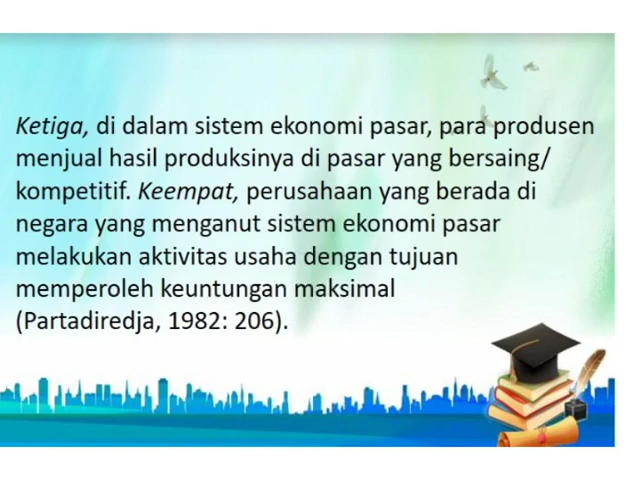 Ketiga, di dalam sistem ekonomi pasar, para produsen
menjual hasil produksinya di pasar yang bersaing/
kompetitif. Keempat, perusahaan yang berada di
negara yang menganut sistem ekonomi pasar
melakukan aktivitas usaha dengan tujuan
memperoleh keuntungan maksimal
(Partadiredja, 1982: 206).